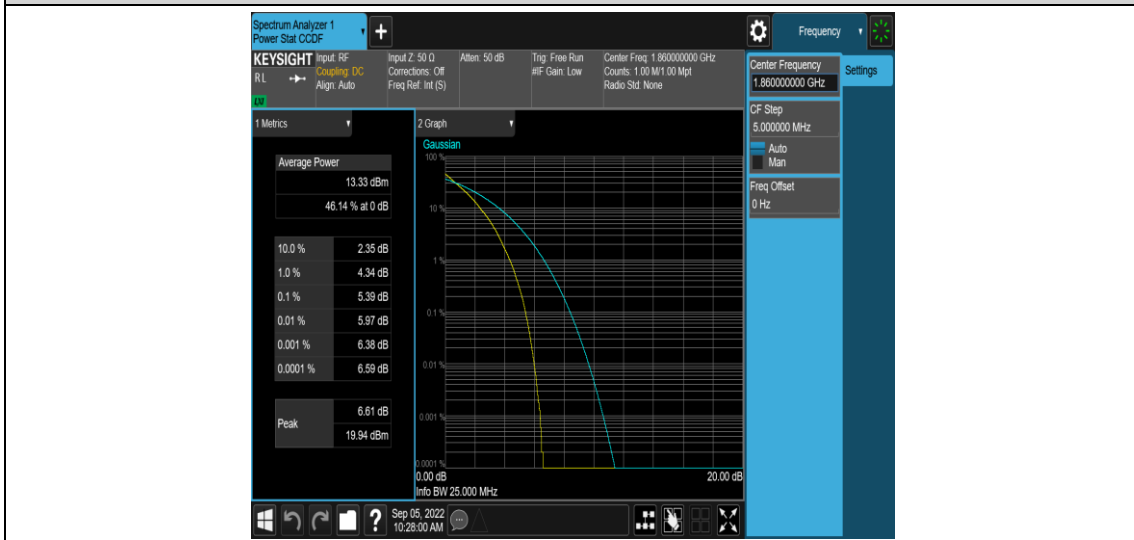 Spectrum Analyzer 1
Power Stat CCDF
+
Frequency
KEYSIGHT
RL
LXI
Input: RF
Coupling: DC
Align: Auto
Input Z: 50 Ω
Corrections: Off
Freq Ref: Int (S)
Atten: 50 dB
Trig: Free Run
#IF Gain: Low
Center Freq: 1.860000000 GHz
Counts: 1.00 M/1.00 Mpt
Radio Std: None
Center Frequency
1.860000000 GHz
Settings
CF Step
5.000000 MHz
Auto
Man
Freq Offset
0 Hz
1 Metrics
Average Power
13.33 dBm
46.14 % at 0 dB
10.0 % 2.35 dB
1.0 % 4.34 dB
0.1 % 5.39 dB
0.01 % 5.97 dB
0.001 % 6.38 dB
0.0001 % 6.59 dB
Peak 6.61 dB
19.94 dBm
2 Graph
Gaussian
100 %
10 %
1 %
0.1 %
0.01 %
0.001 %
0.0001 %
0.00 dB 20.00 dB
Info BW 25.000 MHz
?
Sep 05, 2022
10:28:00 AM